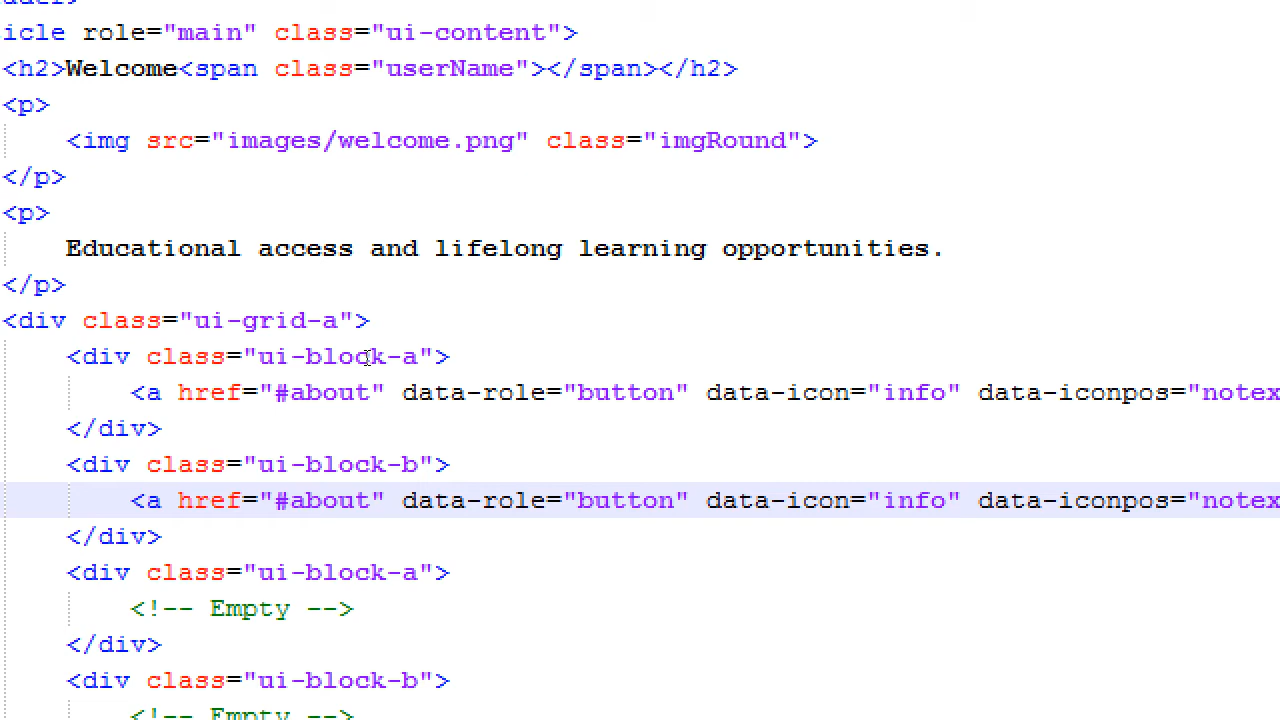 icle role="main" class="ui-content">
<h2>Welcome<span class="userName"></span></h2>
<p>
<img src="images/welcome.png" class="imgRound">
</p>
<p>
Educational access and lifelong learning opportunities.
</p>
<div class="ui-grid-a">
<div class="ui-block-a">
<a href="#about" data-role="button" data-icon="info" data-iconpos="notex
</div>
<div class="ui-block-b">
<a href="#about" data-role="button" data-icon="info" data-iconpos="notex
</div>
<div class="ui-block-a">
<!-- Empty -->
</div>
<div class="ui-block-b">
<!-- Empty -->